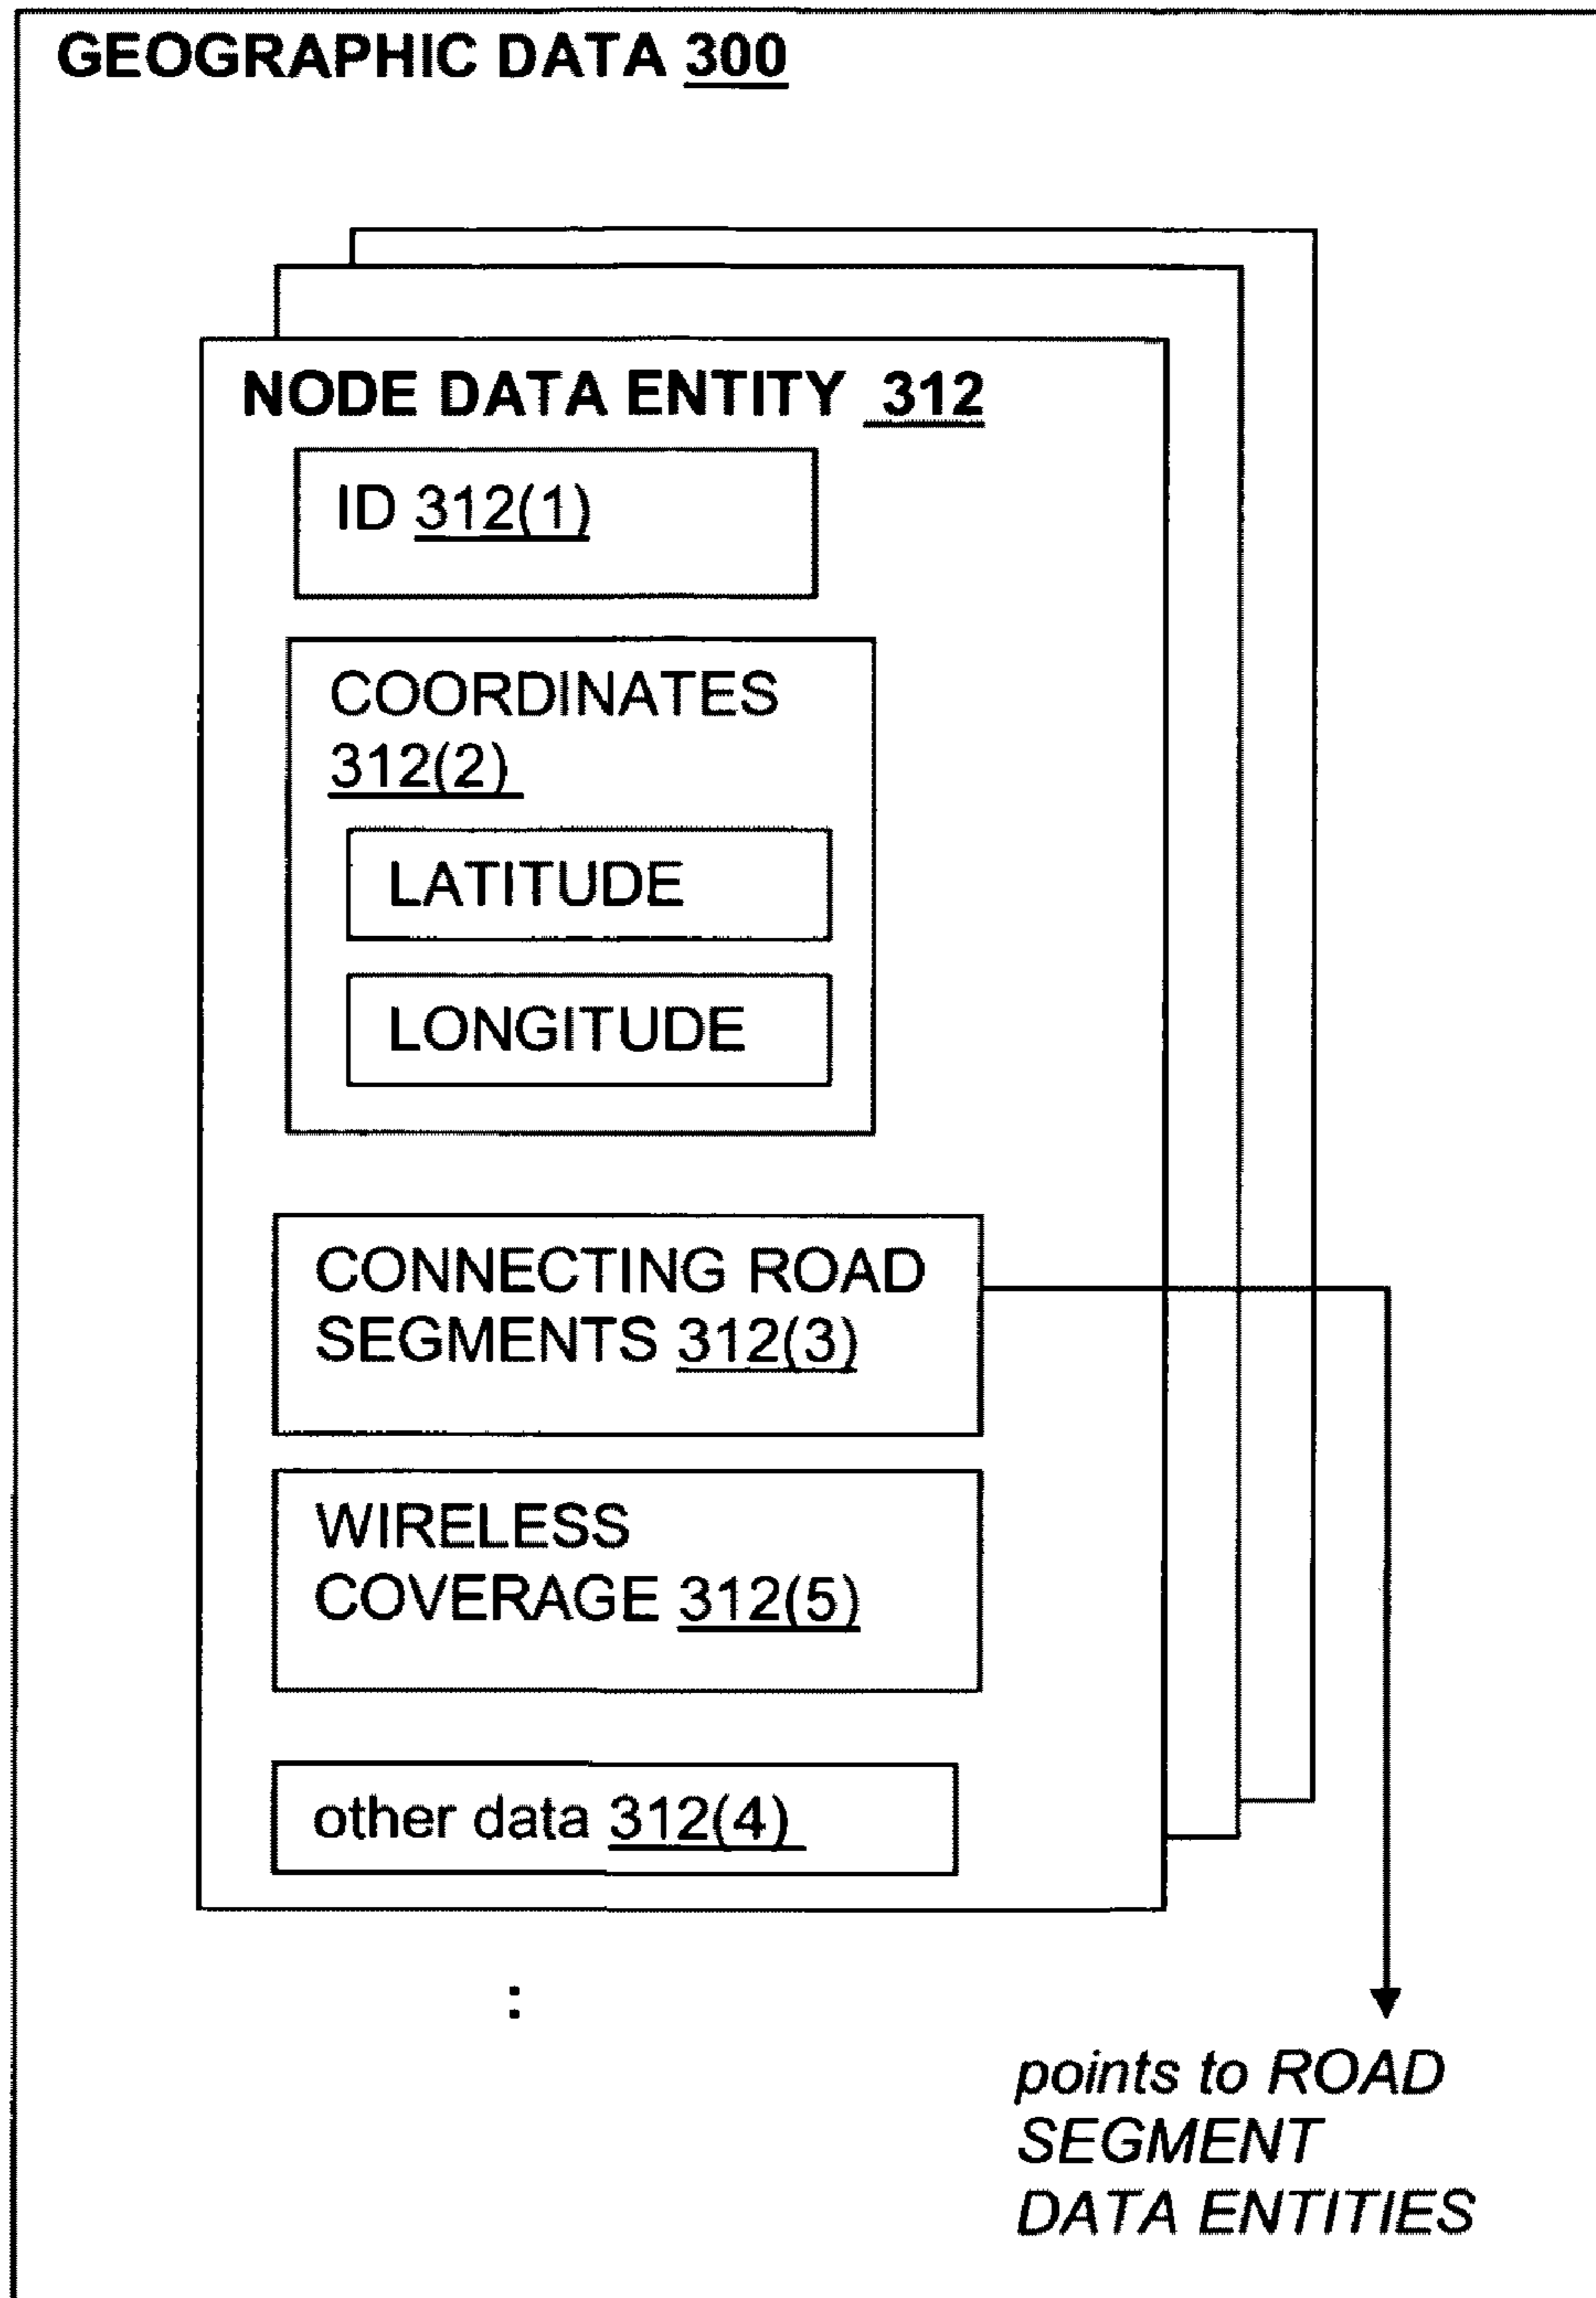 GEOGRAPHIC DATA 300
NODE DATA ENTITY 312
ID 312(1)
COORDINATES
312(2)
LATITUDE
LONGITUDE
CONNECTING ROAD
SEGMENTS 312(3)
WIRELESS
COVERAGE 312(5)
other data 312(4)
:
points to ROAD
SEGMENT
DATA ENTITIES